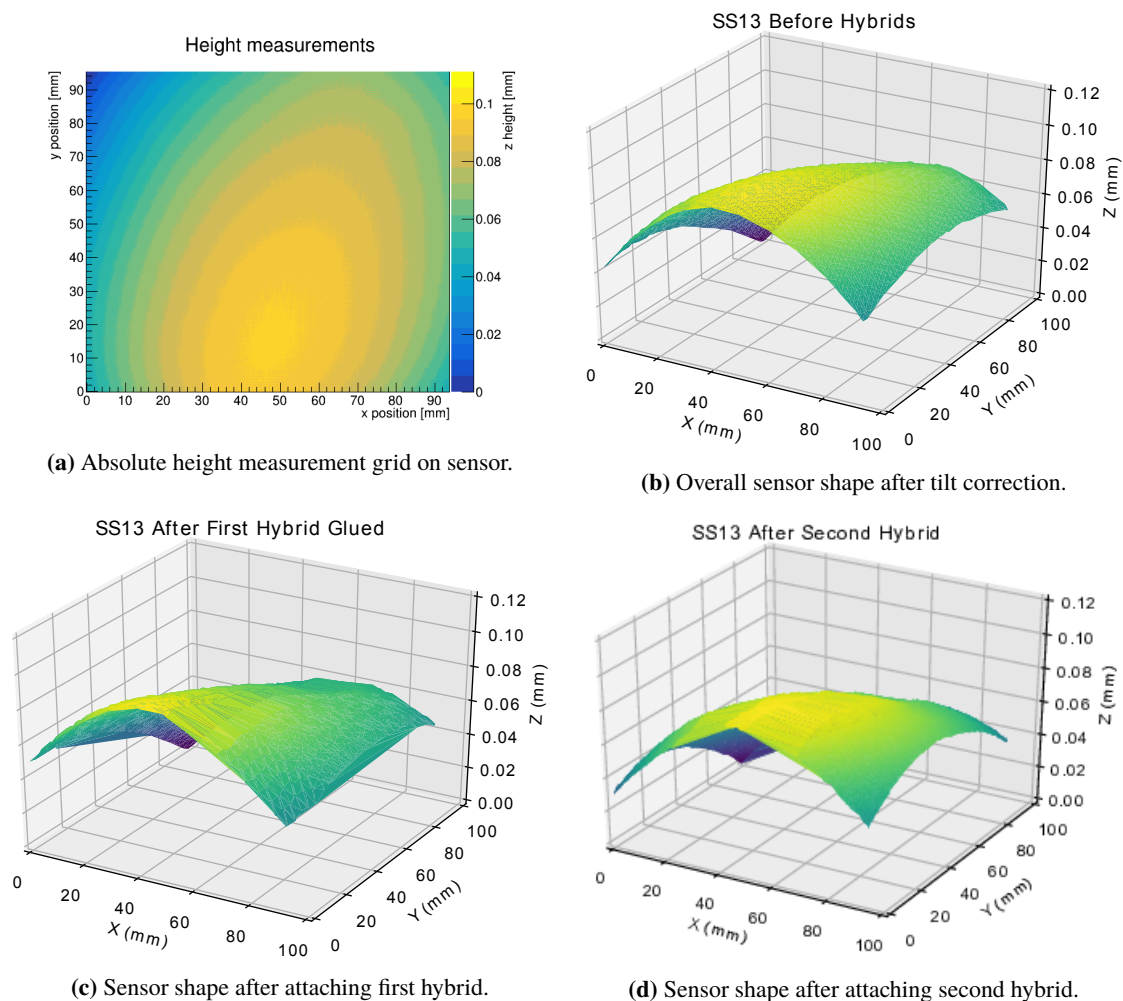 Height measurements
y position [mm]
90
80
70
60
50
40
30
20
10
0
0 10 20 30 40 50 60 70 80 90
x position [mm]
z height [mm]
0.1
0.08
0.06
0.04
0.02
0
(a) Absolute height measurement grid on sensor.
SS13 Before Hybrids
0.12
0.10
0.08
0.06
0.04
0.02
0.00
Z (mm)
0 20 40 60 80 100
X (mm)
0 20 40 60 80 100
Y (mm)
(b) Overall sensor shape after tilt correction.
SS13 After First Hybrid Glued
0.12
0.10
0.08
0.06
0.04
0.02
0.00
Z (mm)
0 20 40 60 80 100
X (mm)
0 20 40 60 80 100
Y (mm)
(c) Sensor shape after attaching first hybrid.
SS13 After Second Hybrid
0.12
0.10
0.08
0.06
0.04
0.02
0.00
Z (mm)
0 20 40 60 80 100
X (mm)
0 20 40 60 80 100
Y (mm)
(d) Sensor shape after attaching second hybrid.